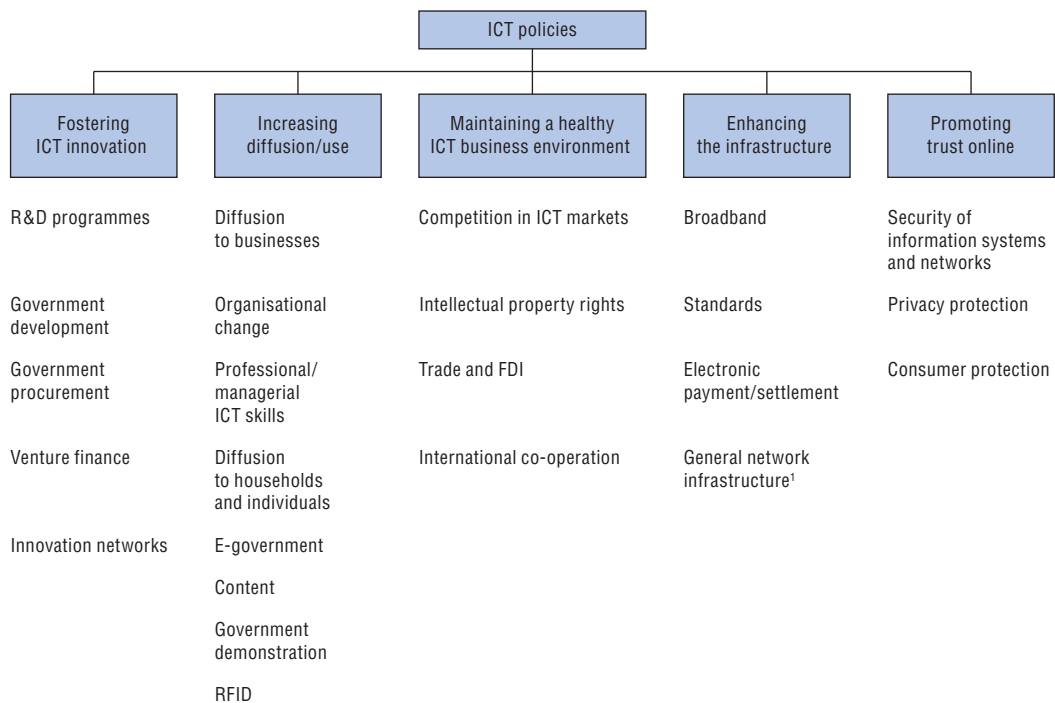 ICT policies
Fostering
ICT innovation
Increasing
diffusion/use
Maintaining a healthy
ICT business environment
Enhancing
the infrastructure
Promoting
trust online
R&D programmes
Government
development
Government
procurement
Venture finance
Innovation networks
Diffusion
to businesses
Organisational
change
Professional/
managerial
ICT skills
Diffusion
to households
and individuals
E-government
Content
Government
demonstration
RFID
Competition in ICT markets
Intellectual property rights
Trade and FDI
International co-operation
Broadband
Standards
Electronic
payment/settlement
General network
infrastructure¹
Security of
information systems
and networks
Privacy protection
Consumer protection